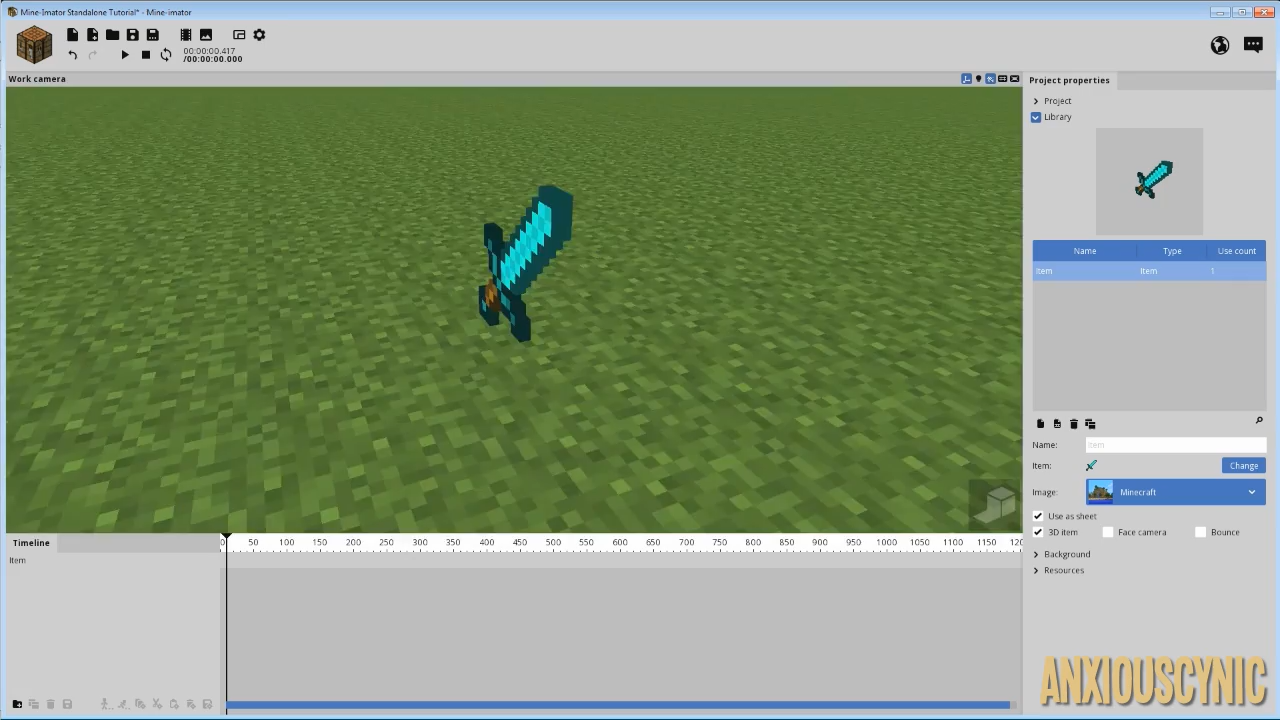 Mine-Imator Standalone Tutorial* - Mine-imator
00:00:00.417
/00:00:00.000
Work camera
Project properties
Project
Library
Name Type Use count
Item Item 1
Name: Item
Item: Change
Image: Minecraft
Use as sheet
3D item Face camera Bounce
Background
Resources
Timeline
0 50 100 150 200 250 300 350 400 450 500 550 600 650 700 750 800 850 900 950 1000 1050 1100 1150 120
Item
ANXIOUSCYNIC